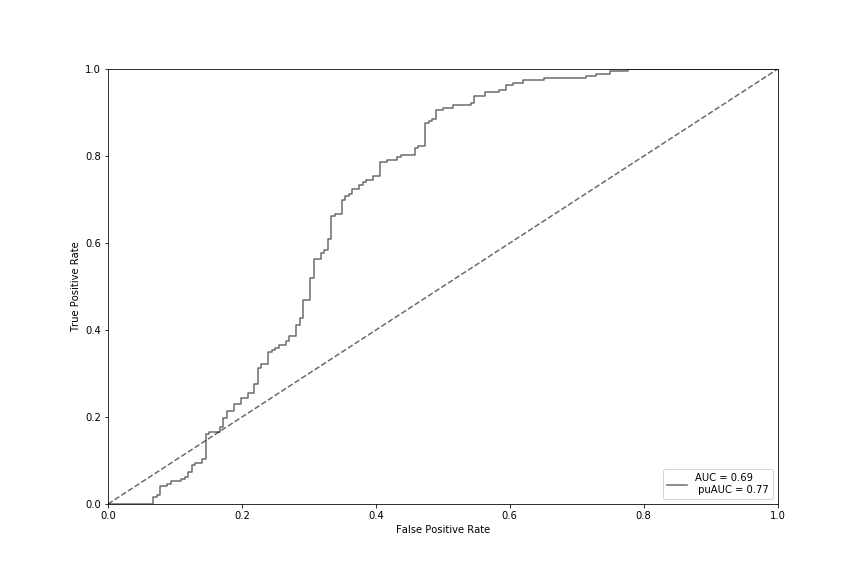 1.0
0.8
0.6
0.4
0.2
0.0
True Positive Rate
0.0 0.2 0.4 0.6 0.8 1.0
False Positive Rate
AUC = 0.69
puAUC = 0.77